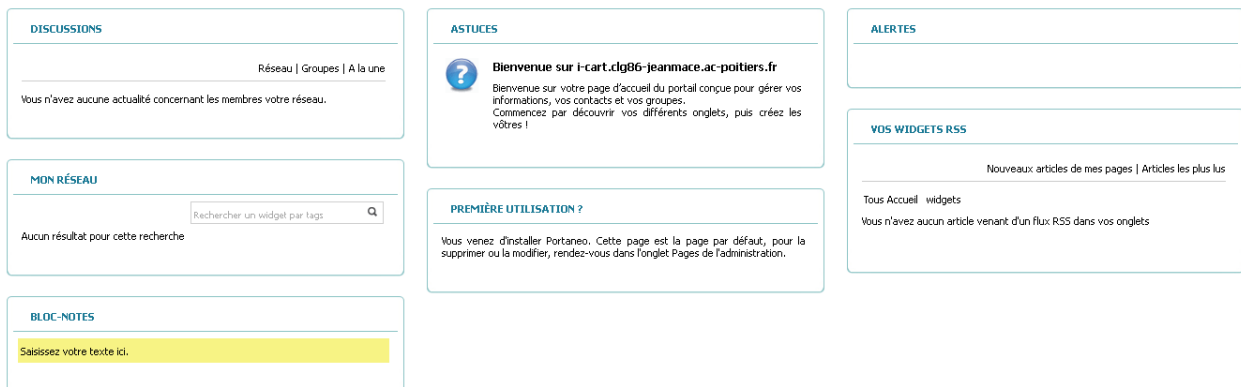 DISCUSSIONS
Réseau | Groupes | A la une
Vous n'avez aucune actualité concernant les membres votre réseau.
MON RÉSEAU
Rechercher un widget par tags
Aucun résultat pour cette recherche
BLOC-NOTES
Saisissez votre texte ici.
ASTUCES
Bienvenue sur i-cart.clg86-jeanmace.ac-poitiers.fr
Bienvenue sur votre page d'accueil du portail conçue pour gérer vos
informations, vos contacts et vos groupes.
Commencez par découvrir vos différents onglets, puis créez les
vôtres !
PREMIÈRE UTILISATION ?
Vous venez d'installer Portaneo. Cette page est la page par défaut, pour la
supprimer ou la modifier, rendez-vous dans l'onglet Pages de l'administration.
ALERTES
VOS WIDGETS RSS
Nouveaux articles de mes pages | Articles les plus lus
Tous Accueil widgets
Vous n'avez aucun article venant d'un flux RSS dans vos onglets